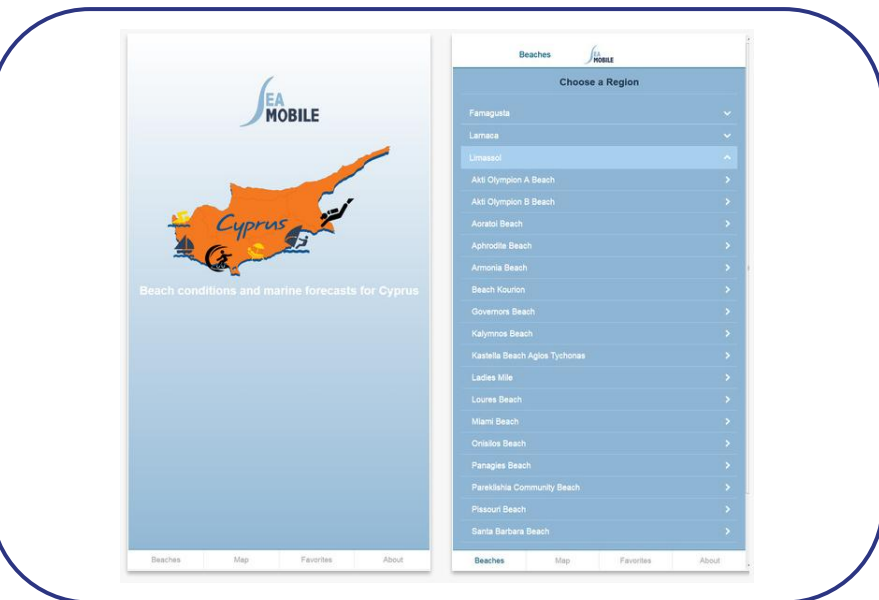 SEA
MOBILE
Cyprus
Beach conditions and marine forecasts for Cyprus
Beaches Map Favorites About
Beaches
SEA
MOBILE
Choose a Region
Famagusta
Larnaca
Limassol
Akti Olympion A Beach
Akti Olympion B Beach
Aoratoi Beach
Aphrodite Beach
Armonia Beach
Beach Kourion
Governors Beach
Kalymnos Beach
Kastella Beach Agios Tychonas
Ladies Mile
Loures Beach
Miami Beach
Onisilos Beach
Panagies Beach
Pareklishia Community Beach
Pissouri Beach
Santa Barbara Beach
Beaches Map Favorites About